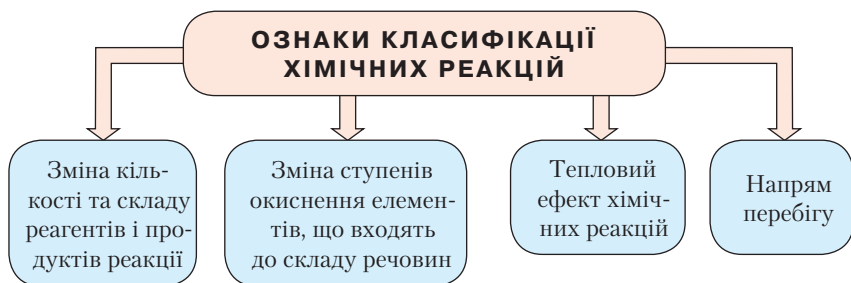 ОЗНАКИ КЛАСИФІКАЦІЇ
ХІМІЧНИХ РЕАКЦІЙ
Зміна кіль-
кості та складу
реагентів і про-
дуктів реакції
Зміна ступенів
окиснення елемен-
тів, що входять
до складу речовин
Тепловий
ефект хіміч-
них реакцій
Напрям
перебігу